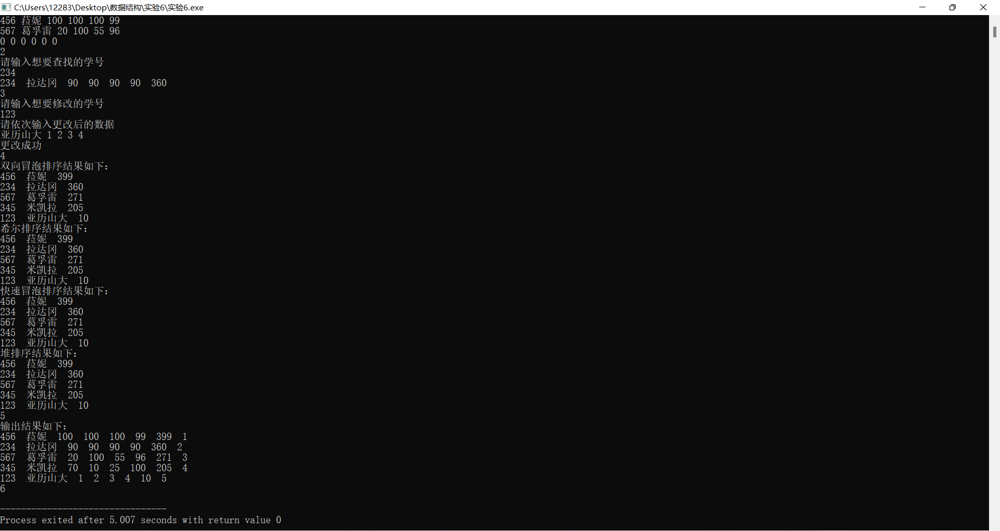 C:\Users\12283\Desktop\数据结构\实验6\实验6.exe
456 菈妮 100 100 100 99
567 葛孚雷 20 100 55 96
0 0 0 0 0 0
2
请输入想要查找的学号
234
234  拉达冈  90  90  90  90  360
3
请输入想要修改的学号
123
请依次输入更改后的数据
亚历山大 1 2 3 4
更改成功
4
双向冒泡排序结果如下：
456  菈妮  399
234  拉达冈  360
567  葛孚雷  271
345  米凯拉  205
123  亚历山大  10
希尔排序结果如下：
456  菈妮  399
234  拉达冈  360
567  葛孚雷  271
345  米凯拉  205
123  亚历山大  10
快速冒泡排序结果如下：
456  菈妮  399
234  拉达冈  360
567  葛孚雷  271
345  米凯拉  205
123  亚历山大  10
堆排序结果如下：
456  菈妮  399
234  拉达冈  360
567  葛孚雷  271
345  米凯拉  205
123  亚历山大  10
5
输出结果如下：
456  菈妮  100  100  100  99  399  1
234  拉达冈  90  90  90  90  360  2
567  葛孚雷  20  100  55  96  271  3
345  米凯拉  70  10  25  100  205  4
123  亚历山大  1  2  3  4  10  5
6
--------------------------------
Process exited after 5.007 seconds with return value 0